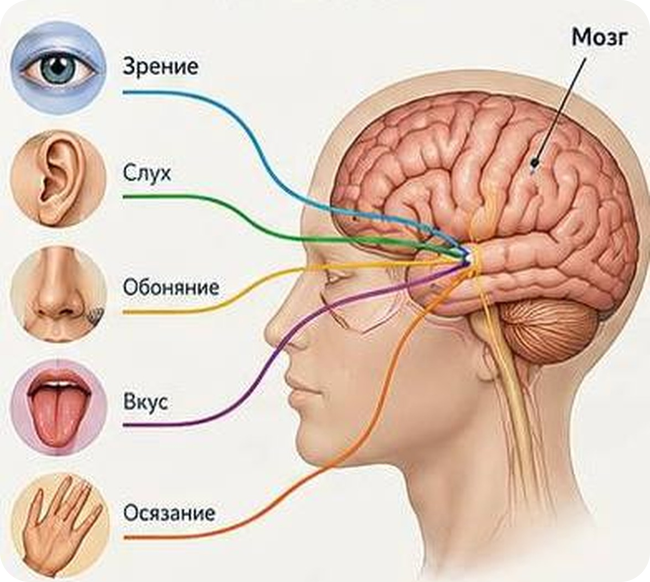 Мозг
Зрение
Слух
Обоняние
Вкус
Осязание